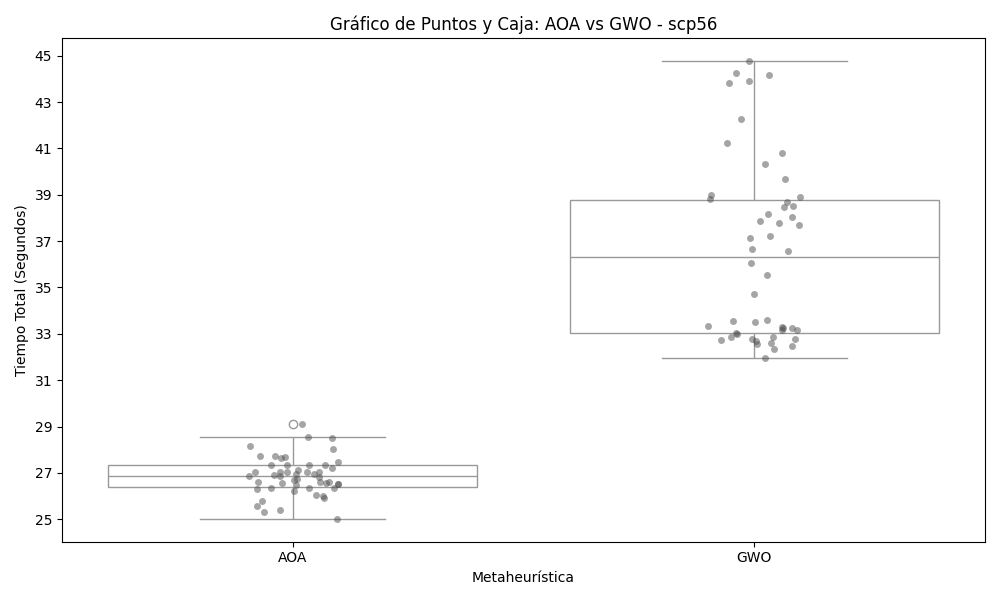 Gráfico de Puntos y Caja: AOA vs GWO - scp56
Tiempo Total (Segundos)
45
43
41
39
37
35
33
31
29
27
25
AOA
GWO
Metaheurística